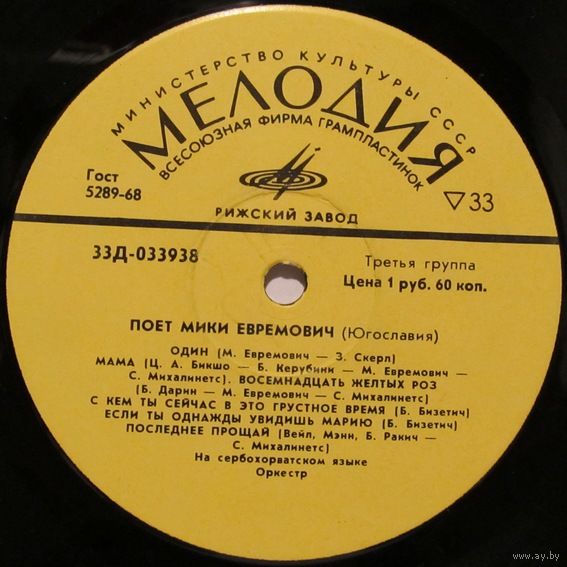 МИНИСТЕРСТВО КУЛЬТУРЫ СССР
МЕЛОДИЯ
ВСЕСОЮЗНАЯ ФИРМА ГРАМПЛАСТИНОК
Гост
5289-68
33
РИЖСКИЙ ЗАВОД
33Д-033938
Третья группа
Цена 1 руб. 60 коп.
ПОЕТ МИКИ ЕВРЕМОВИЧ (Югославия)
ОДИН (М. Евремович — З. Скерл)
МАМА (Ц. А. Бикшо — Б. Керубини — М. Евремович —
С. Михалинетс). ВОСЕМНАДЦАТЬ ЖЕЛТЫХ РОЗ
(Б. Дарин — М. Евремович — С. Михалинетс)
С КЕМ ТЫ СЕЙЧАС В ЭТО ГРУСТНОЕ ВРЕМЯ (Б. Бизетич)
ЕСЛИ ТЫ ОДНАЖДЫ УВИДИШЬ МАРИЮ (Б. Бизетич)
ПОСЛЕДНЕЕ ПРОЩАЙ (Вейл, Мэнн, Б. Ракич —
С. Михалинетс)
На сербохорватском языке
Оркестр
www.ay.by